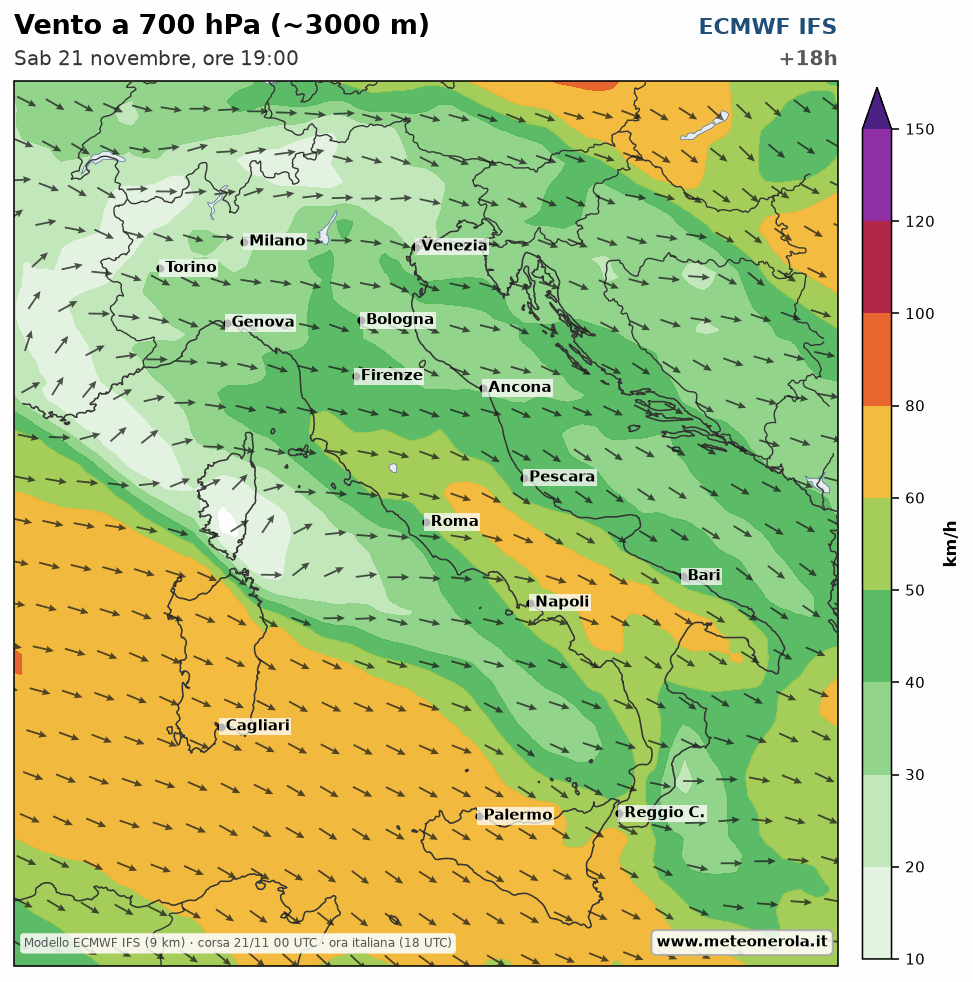 Vento a 700 hPa (~3000 m)
ECMWF IFS
Sab 21 novembre, ore 19:00
+18h
Milano
Venezia
Torino
Genova
Bologna
Firenze
Ancona
Pescara
Roma
Bari
Napoli
Cagliari
Palermo
Reggio C.
Modello ECMWF IFS (9 km) · corsa 21/11 00 UTC · ora italiana (18 UTC)
www.meteonerola.it
150
120
100
80
60
50
40
30
20
10
km/h